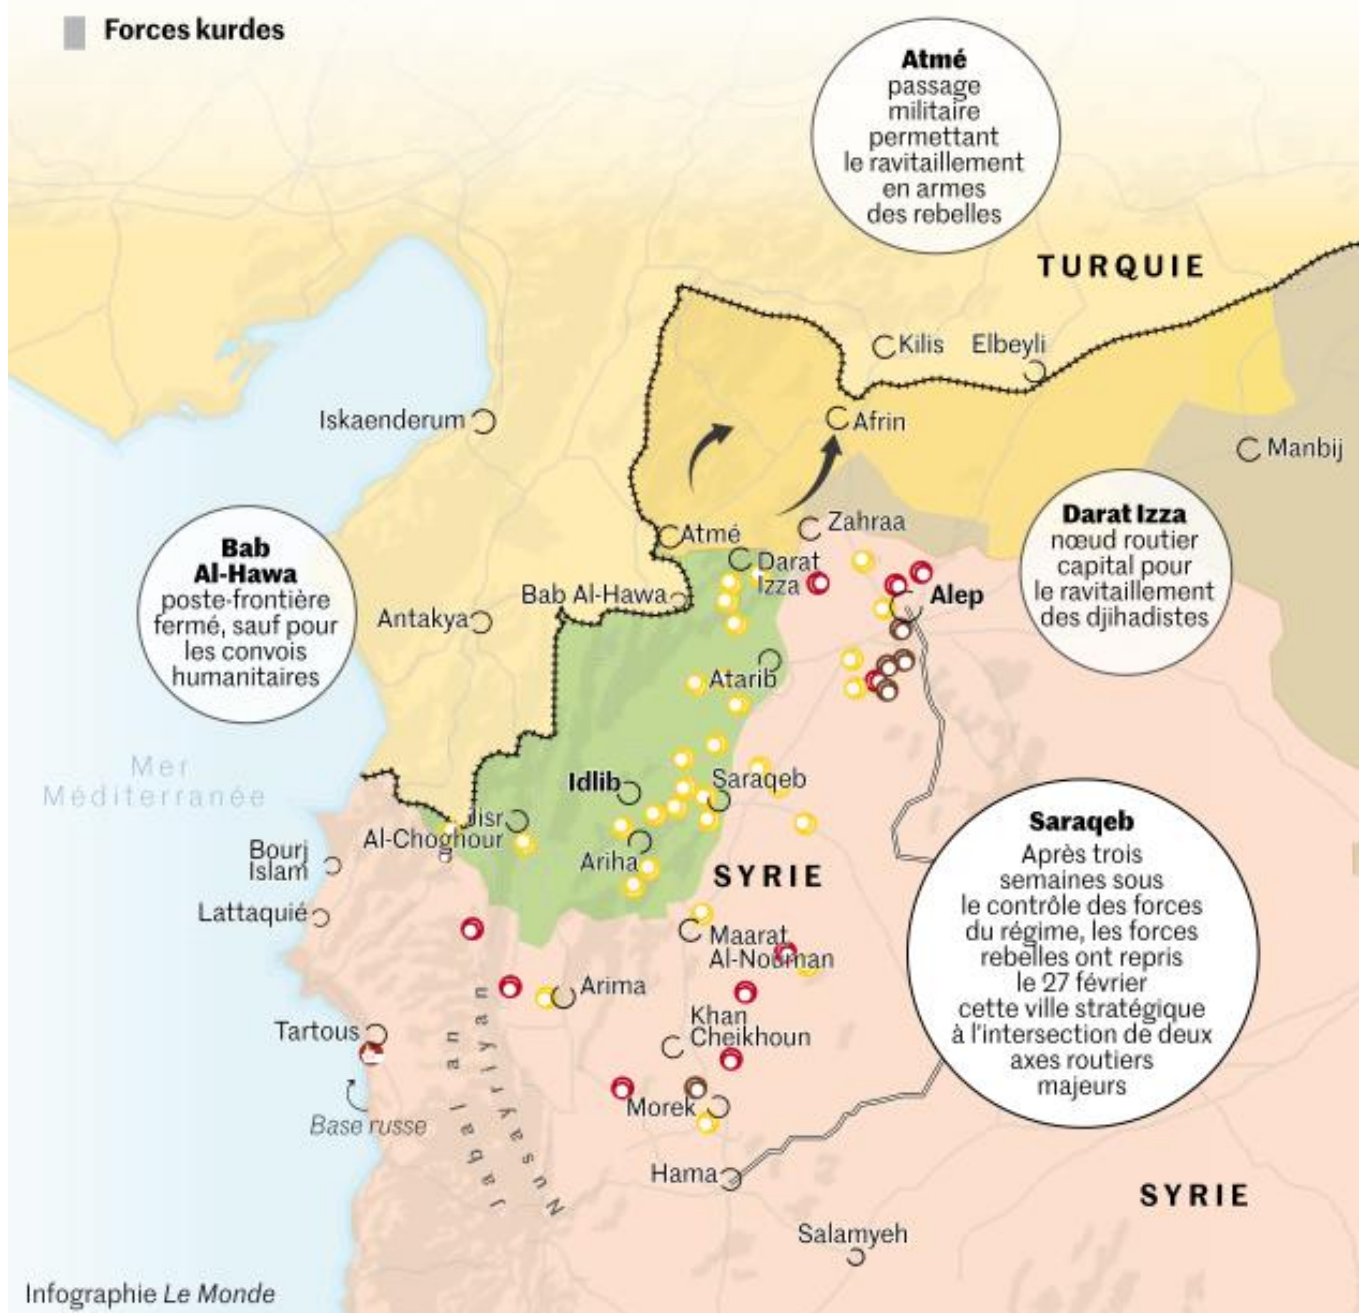 Forces kurdes
Atmé
passage
militaire
permettant
le ravitaillement
en armes
des rebelles
TURQUIE
Kilis
Elbeyli
Iskaenderum
Afrin
Manbij
Bab
Al-Hawa
poste-frontière
fermé, sauf pour
les convois
humanitaires
Atmé
Zahraa
Darat
Izza
Darat Izza
nœud routier
capital pour
le ravitaillement
des djihadistes
Bab Al-Hawa
Alep
Antakya
Atarib
Mer
Méditerranée
Idlib
Saraqeb
Jisr
Al-Choghour
Ariha
Bourj
Islam
Lattaquié
SYRIE
Saraqeb
Après trois
semaines sous
le contrôle des forces
du régime, les forces
rebelles ont repris
le 27 février
cette ville stratégique
à l'intersection de deux
axes routiers
majeurs
Maarat
Al-Nouman
Arima
Khan
Cheikhoun
Tartous
Base russe
Jabal an
Nusayriyan
Morek
Hama
SYRIE
Salamyeh
Infographie Le Monde